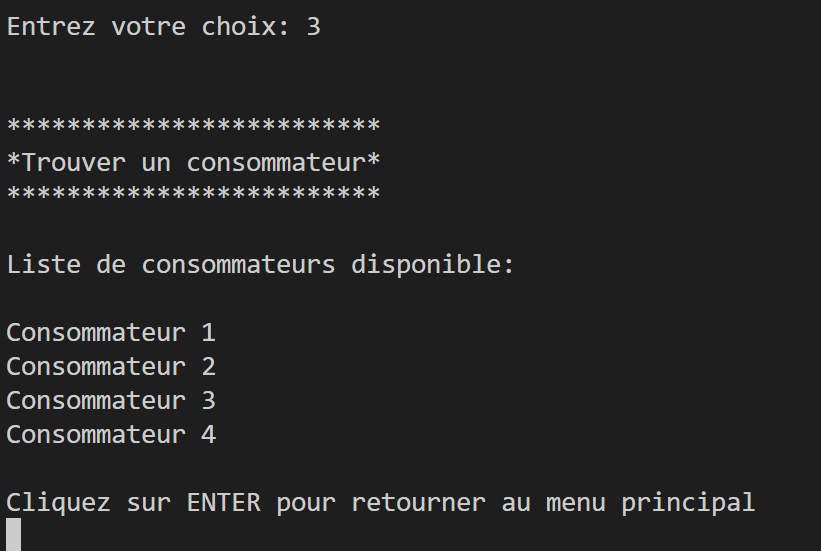 Entrez votre choix: 3
*************************
*Trouver un consommateur*
*************************
Liste de consommateurs disponible:
Consommateur 1
Consommateur 2
Consommateur 3
Consommateur 4
Cliquez sur ENTER pour retourner au menu principal